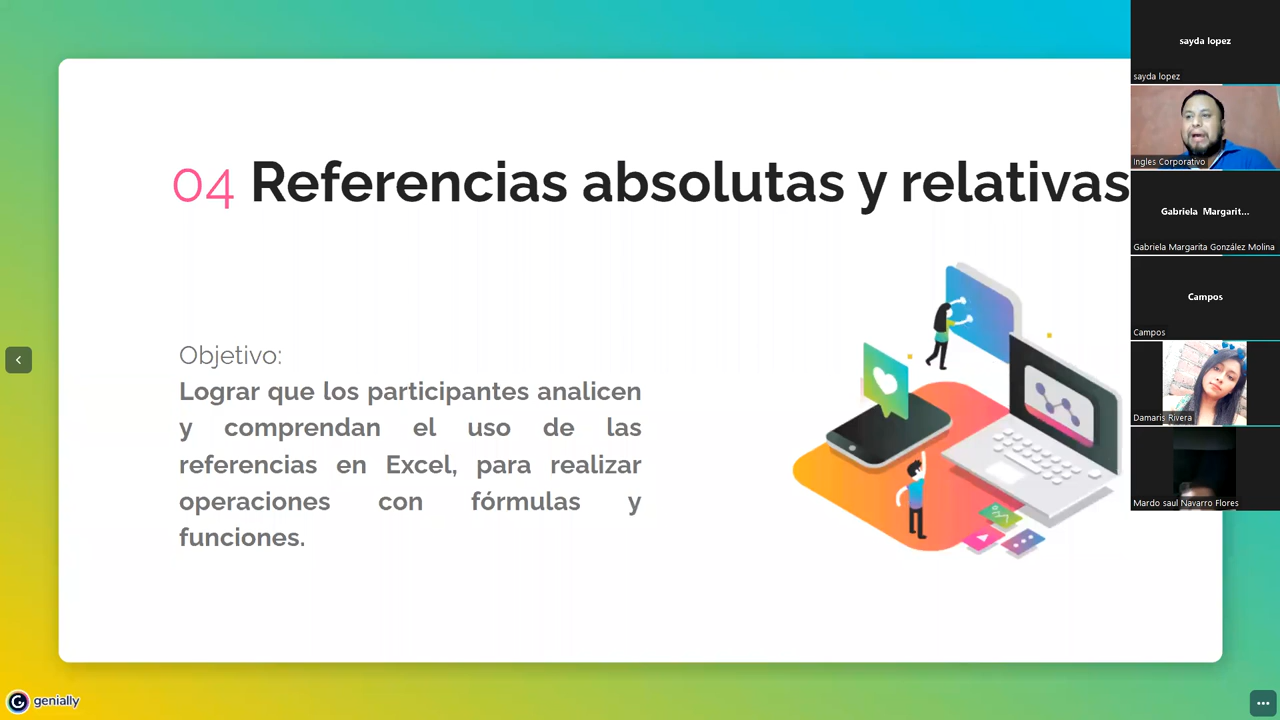 04 Referencias absolutas y relativas
Objetivo:
Lograr que los participantes analicen
y comprendan el uso de las
referencias en Excel, para realizar
operaciones con fórmulas y
funciones.
genially
sayda lopez
sayda lopez
Ingles Corporativo
Gabriela Margarit...
Gabriela Margarita González Molina
Campos
Campos
Damaris Rivera
Mardo saul Navarro Flores